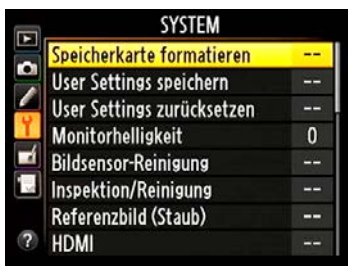 SYSTEM
Speicherkarte formatieren --
User Settings speichern --
User Settings zurücksetzen --
Monitorhelligkeit 0
Bildsensor-Reinigung --
Inspektion/Reinigung --
Referenzbild (Staub) --
? HDMI --